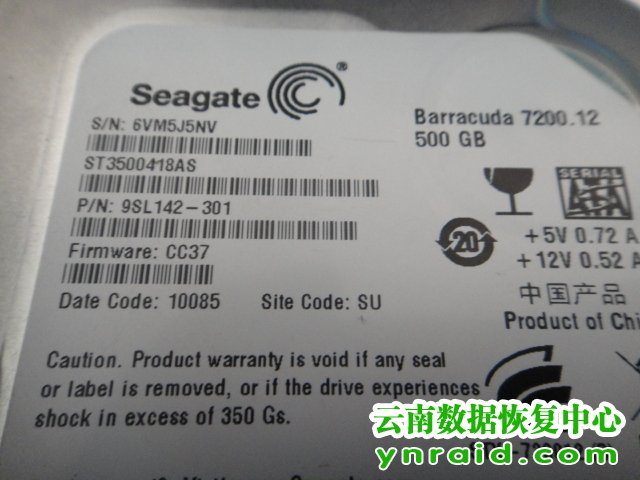 Seagate ®
Barracuda 7200.12
500 GB
S/N: 6VM5J5NV
ST3500418AS
P/N: 9SL142-301
Firmware: CC37
Date Code: 10085 Site Code: SU
SERIAL
ATA
20
+5V 0.72 A
+12V 0.52 A
中国产品
Product of Chi
Caution. Product warranty is void if any seal
or label is removed, or if the drive experiences
shock in excess of 350 Gs.
云南数据恢复中心
ynraid.com